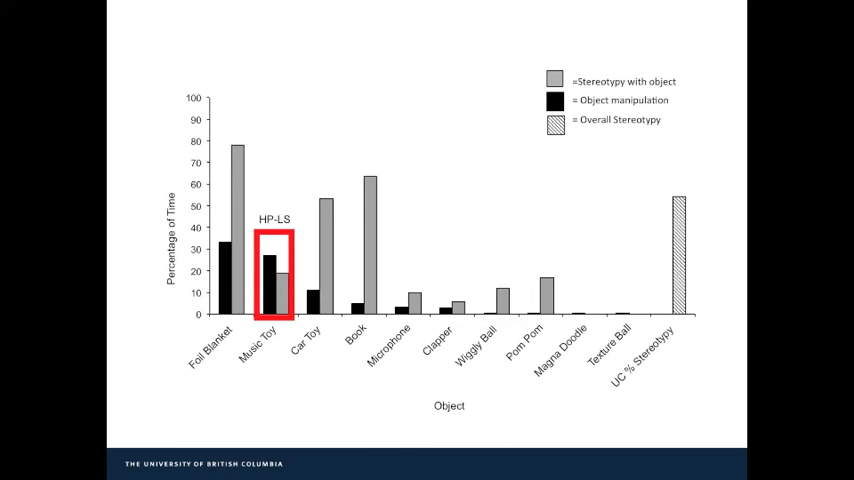 =Stereotypy with object
= Object manipulation
= Overall Stereotypy
100
90
80
70
60
50
40
30
20
10
0
Percentage of Time
HP-LS
Foil Blanket
Music Toy
Car Toy
Book
Microphone
Clapper
Wiggly Ball
Pom Pom
Magna Doodle
Texture Ball
UC % Stereotypy
Object
THE UNIVERSITY OF BRITISH COLUMBIA